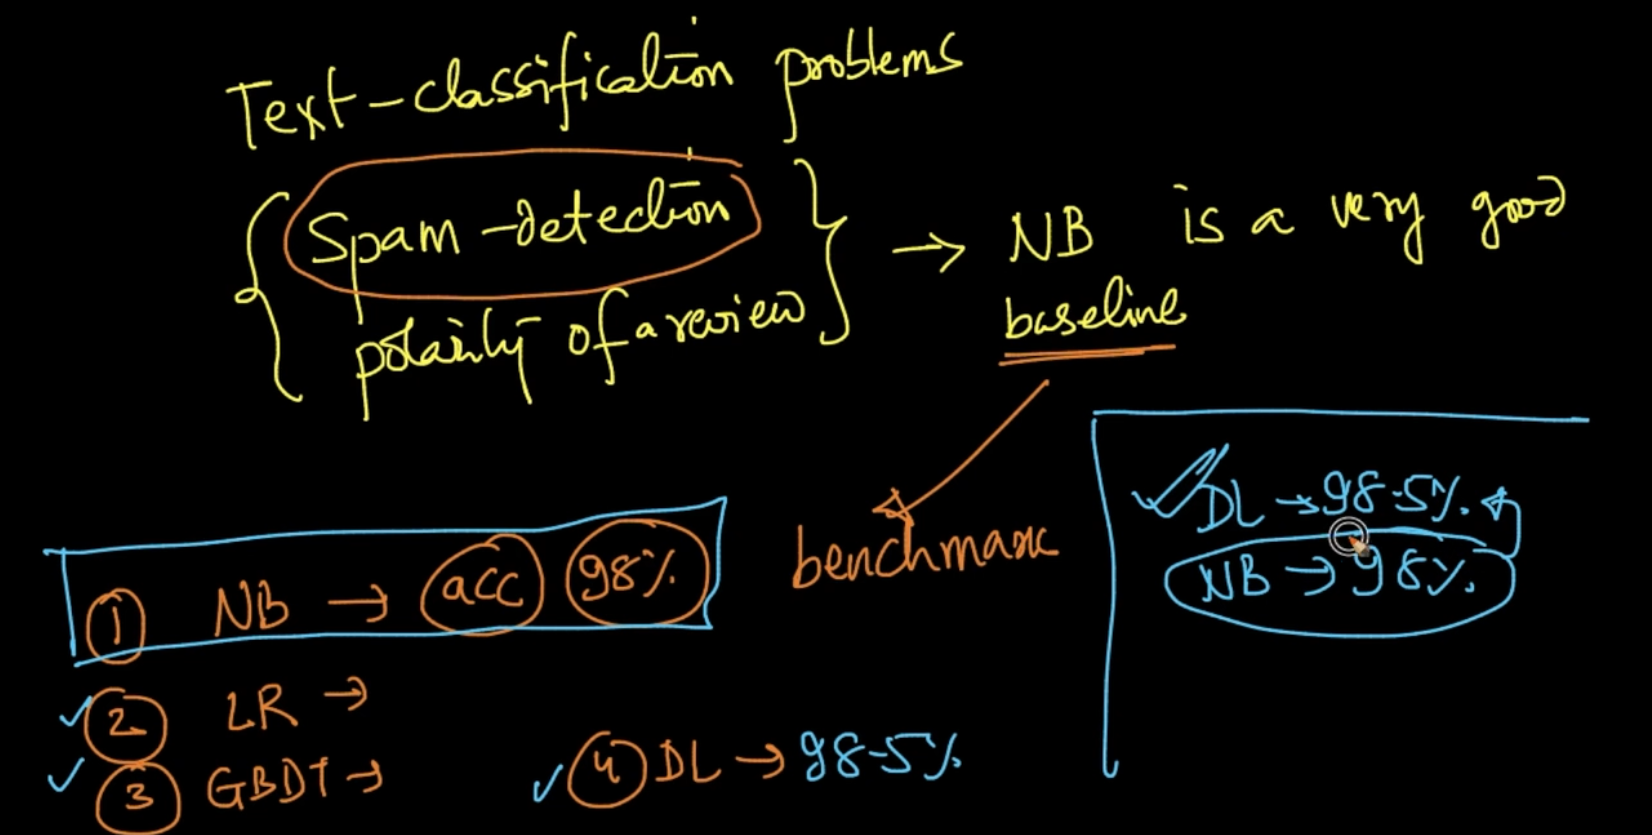 Text-classification problems
Spam-detection
polarity of a review
→ NB is a very good
baseline
benchmark
1 NB → acc 98%
2 LR →
3 GBDT →
4 DL → 98.5%
DL → 98.5%
NB → 98%